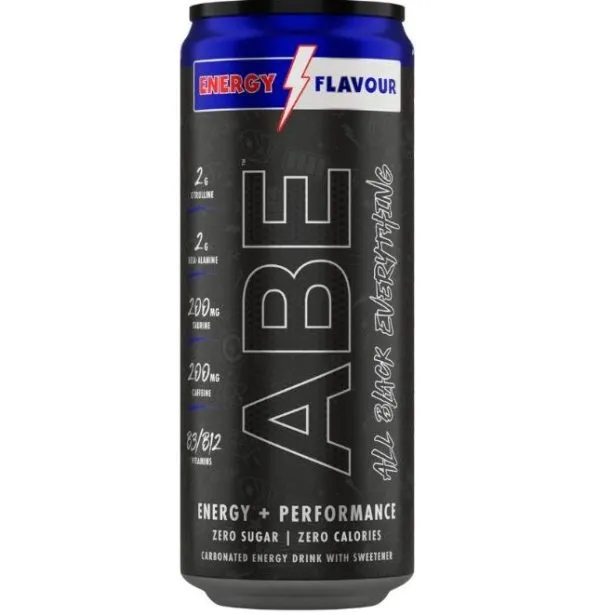 ENERGY FLAVOUR
2G
CITRULLINE
2G
BETA-ALANINE
200MG
TAURINE
200MG
CAFFEINE
B3/B12
VITAMINS
ABE™
ALL BLACK EVERYTHING
ENERGY + PERFORMANCE
ZERO SUGAR | ZERO CALORIES
CARBONATED ENERGY DRINK WITH SWEETENER